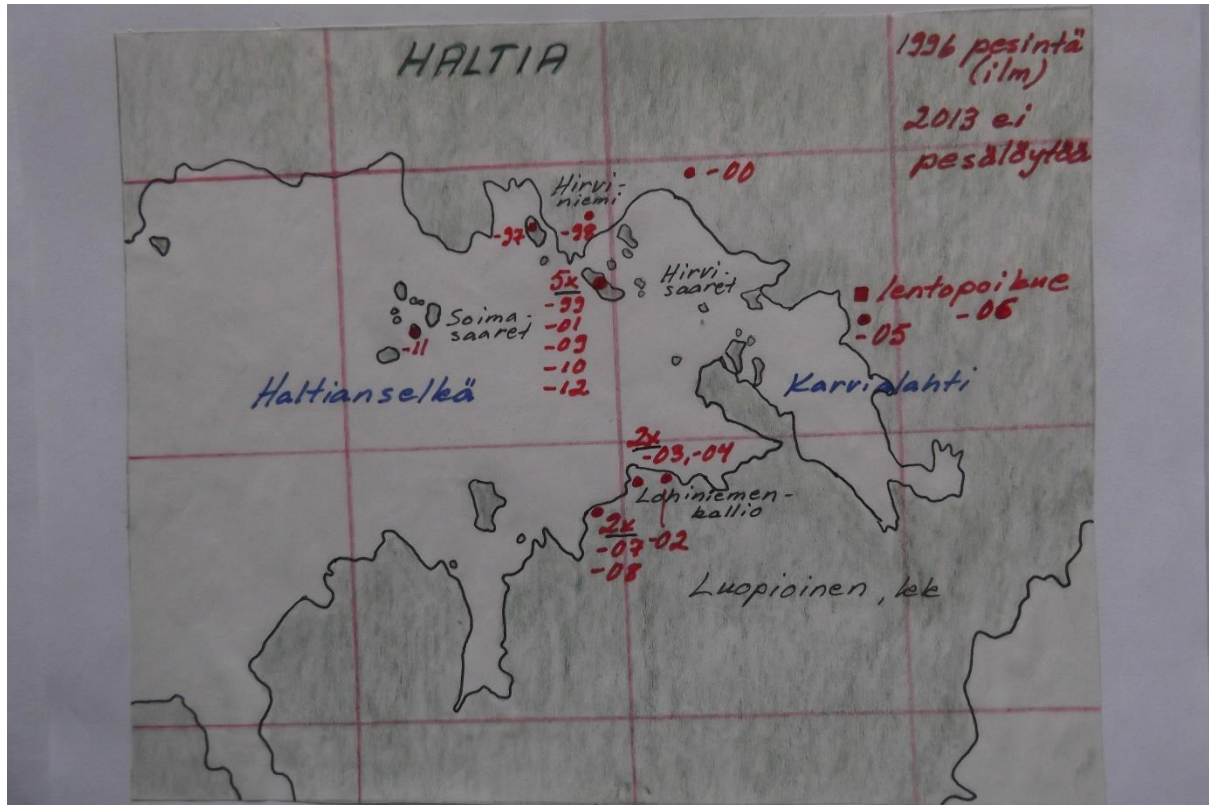 HALTIA
1996 pesintä
(ilm)
2013 ei
pesälöytöä
- 00
Hirvi-
niemi
-97
-98
5x
-99
-01
-09
-10
-12
Hirvi-
saaret
Soima-
saaret
-11
lentopoikue
-06
-05
Haltianselkä
Karvialahti
2x
-03,-04
Lohiniemen-
kallio
2x
-07 -02
-08
Luopioinen, kk